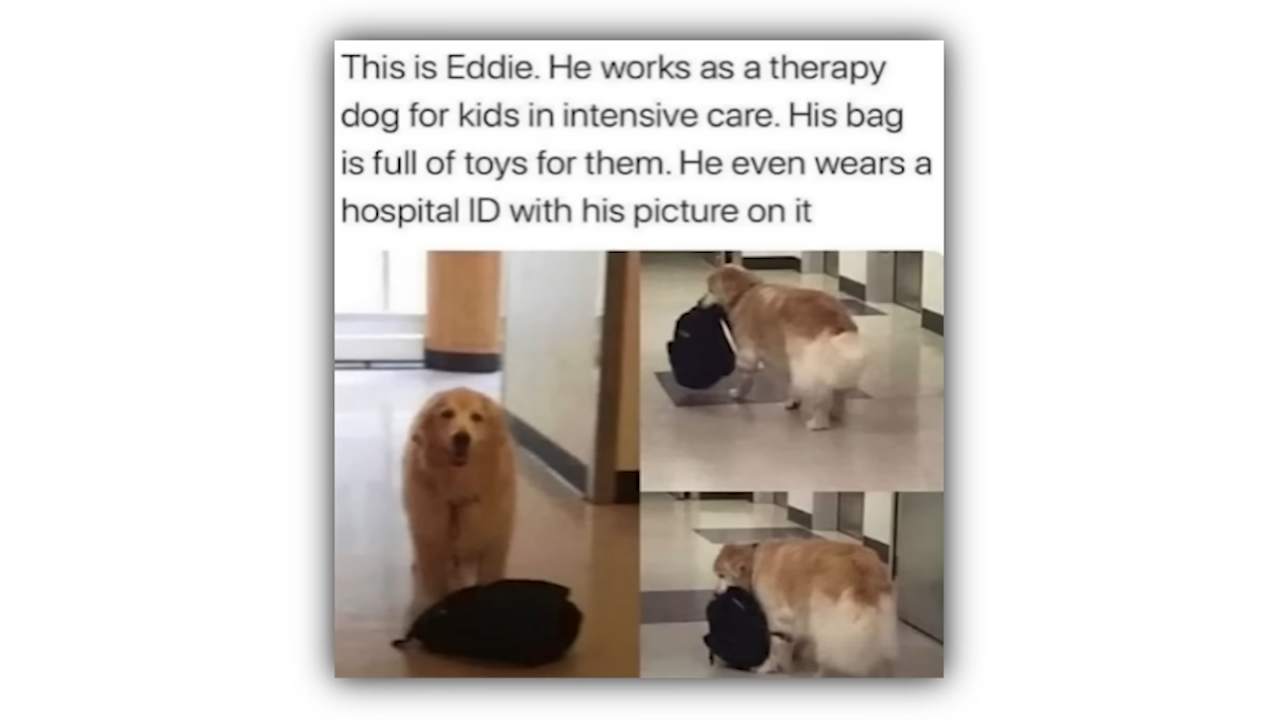 This is Eddie. He works as a therapy
dog for kids in intensive care. His bag
is full of toys for them. He even wears a
hospital ID with his picture on it